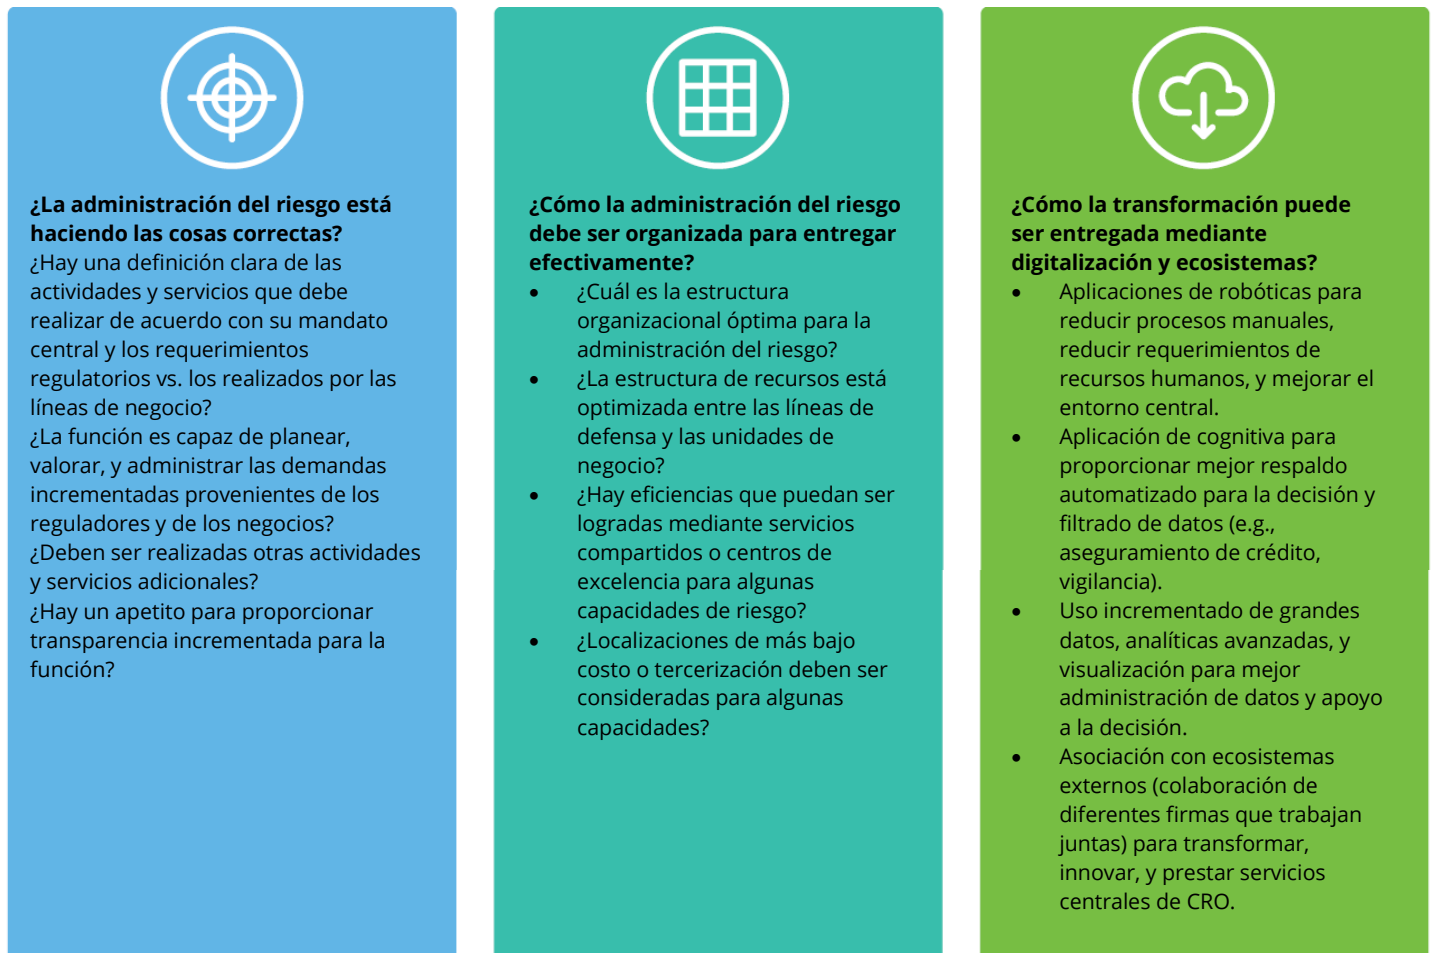 ¿La administración del riesgo está
haciendo las cosas correctas?
¿Hay una definición clara de las
actividades y servicios que debe
realizar de acuerdo con su mandato
central y los requerimientos
regulatorios vs. los realizados por las
líneas de negocio?
¿La función es capaz de planear,
valorar, y administrar las demandas
incrementadas provenientes de los
reguladores y de los negocios?
¿Deben ser realizadas otras actividades
y servicios adicionales?
¿Hay un apetito para proporcionar
transparencia incrementada para la
función?
¿Cómo la administración del riesgo
debe ser organizada para entregar
efectivamente?
• ¿Cuál es la estructura
organizacional óptima para la
administración del riesgo?
• ¿La estructura de recursos está
optimizada entre las líneas de
defensa y las unidades de
negocio?
• ¿Hay eficiencias que puedan ser
logradas mediante servicios
compartidos o centros de
excelencia para algunas
capacidades de riesgo?
• ¿Localizaciones de más bajo
costo o tercerización deben ser
consideradas para algunas
capacidades?
¿Cómo la transformación puede
ser entregada mediante
digitalización y ecosistemas?
• Aplicaciones de robóticas para
reducir procesos manuales,
reducir requerimientos de
recursos humanos, y mejorar el
entorno central.
• Aplicación de cognitiva para
proporcionar mejor respaldo
automatizado para la decisión y
filtrado de datos (e.g.,
aseguramiento de crédito,
vigilancia).
• Uso incrementado de grandes
datos, analíticas avanzadas, y
visualización para mejor
administración de datos y apoyo
a la decisión.
• Asociación con ecosistemas
externos (colaboración de
diferentes firmas que trabajan
juntas) para transformar,
innovar, y prestar servicios
centrales de CRO.